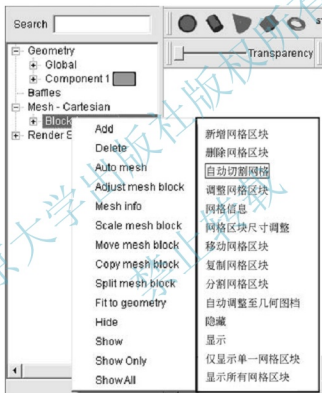 Search
Transparency
Geometry
Global
Component 1
Baffles
Mesh - Cartesian
Block
Render S
Add
Delete
Auto mesh
Adjust mesh block
Mesh info
Scale mesh block
Move mesh block
Copy mesh block
Split mesh block
Fit to geometry
Hide
Show
Show Only
Show All
新增网格区块
删除网格区块
自动切割网格
调整网格区块
网格信息
网格区块尺寸调整
移动网格区块
复制网格区块
分割网格区块
自动调整至几何图档
隐藏
显示
仅显示单一网格区块
显示所有网格区块